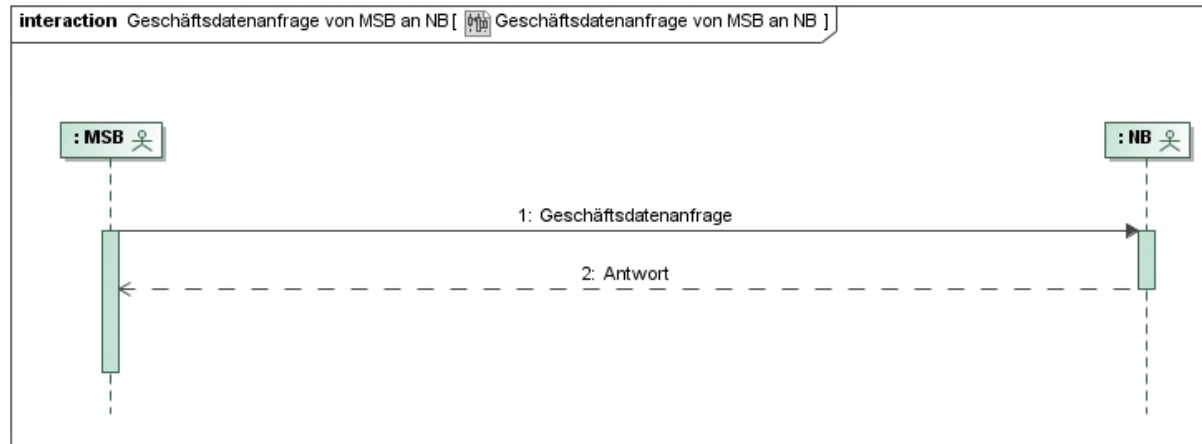 interaction Geschäftsdatenanfrage von MSB an NB[ Geschäftsdatenanfrage von MSB an NB ]
: MSB
: NB
1: Geschäftsdatenanfrage
2: Antwort